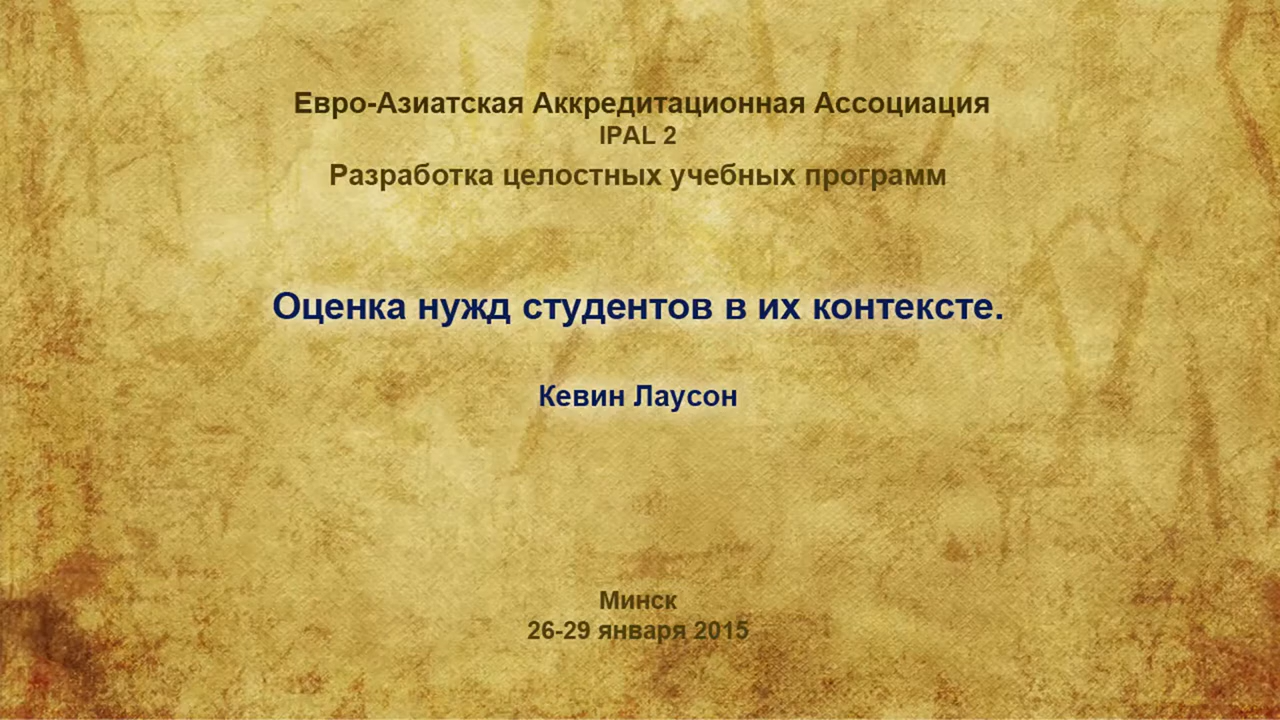 Евро-Азиатская Аккредитационная Ассоциация
IPAL 2
Разработка целостных учебных программ
Оценка нужд студентов в их контексте.
Кевин Лаусон
Минск
26-29 января 2015